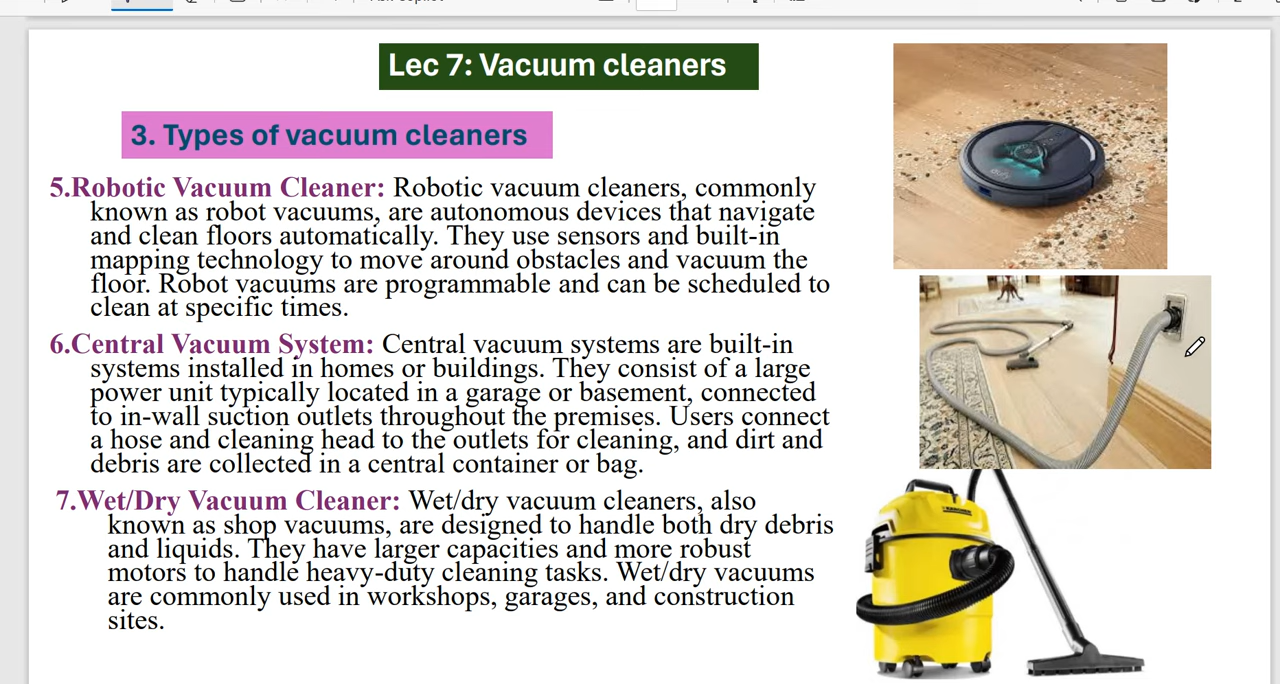 Lec 7: Vacuum cleaners
3. Types of vacuum cleaners
5.Robotic Vacuum Cleaner: Robotic vacuum cleaners, commonly
known as robot vacuums, are autonomous devices that navigate
and clean floors automatically. They use sensors and built-in
mapping technology to move around obstacles and vacuum the
floor. Robot vacuums are programmable and can be scheduled to
clean at specific times.
6.Central Vacuum System: Central vacuum systems are built-in
systems installed in homes or buildings. They consist of a large
power unit typically located in a garage or basement, connected
to in-wall suction outlets throughout the premises. Users connect
a hose and cleaning head to the outlets for cleaning, and dirt and
debris are collected in a central container or bag.
7.Wet/Dry Vacuum Cleaner: Wet/dry vacuum cleaners, also
known as shop vacuums, are designed to handle both dry debris
and liquids. They have larger capacities and more robust
motors to handle heavy-duty cleaning tasks. Wet/dry vacuums
are commonly used in workshops, garages, and construction
sites.
KARCHER